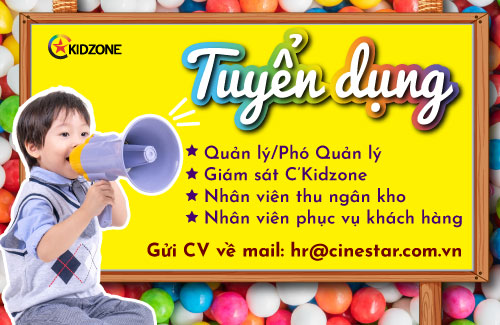 C KIDZONE
Tuyển dụng
Quản lý/Phó Quản lý
Giám sát C'Kidzone
Nhân viên thu ngân kho
Nhân viên phục vụ khách hàng
Gửi CV về mail: hr@cinestar.com.vn